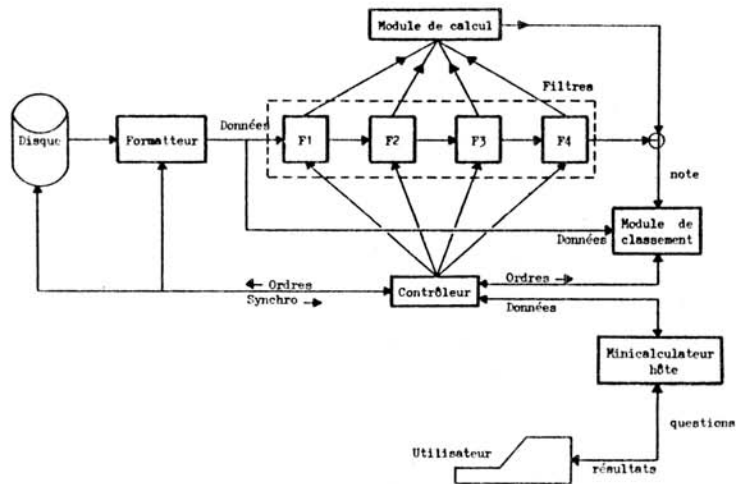 Module de calcul
Filtres
Disque
Formatteur
Données
F1
F2
F3
F4
note
Données
Module de
classement
← Ordres
Synchro →
Contrôleur
Ordres →
Données
Minicalculateur
hôte
questions
Utilisateur
résultats